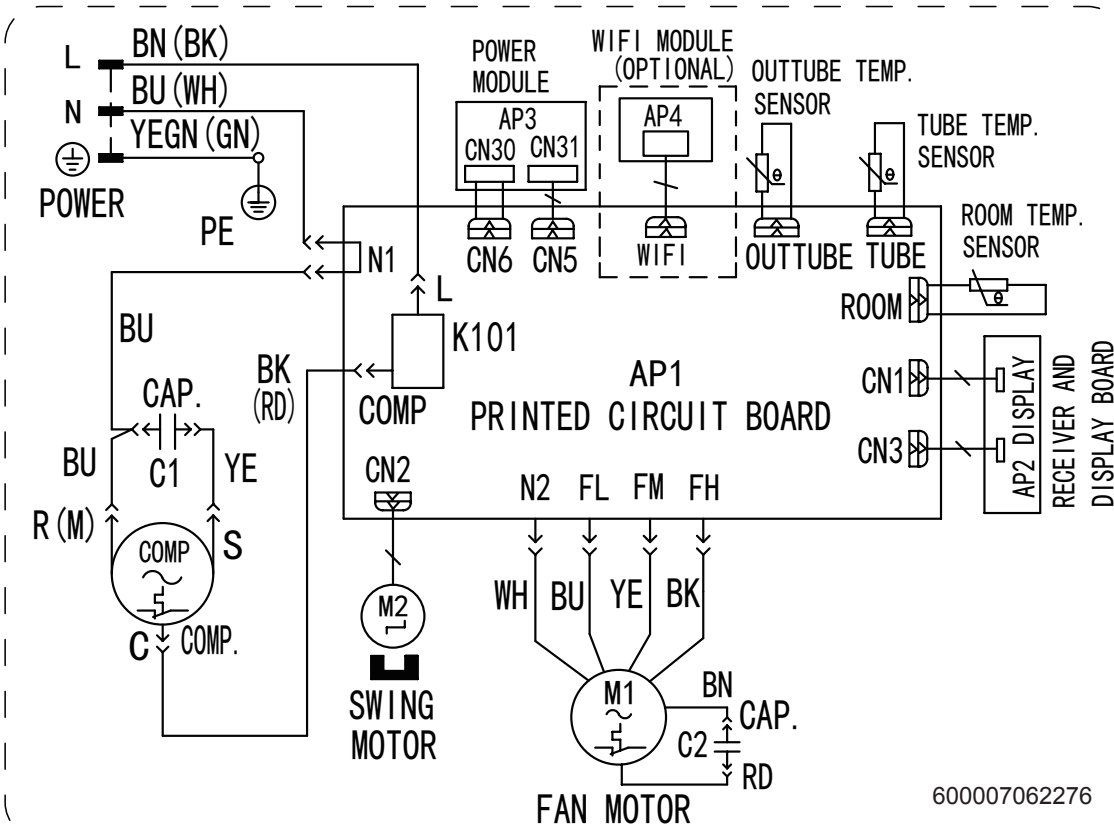 L
BN(BK)
N
BU(WH)
YEGN(GN)
POWER
PE
POWER
MODULE
AP3
CN30
CN31
CN6
CN5
WIFI MODULE
(OPTIONAL)
AP4
WIFI
OUTTUBE TEMP.
SENSOR
θ
OUTTUBE
TUBE TEMP.
SENSOR
θ
TUBE
ROOM TEMP.
SENSOR
θ
ROOM
N1
L
K101
COMP
BU
BK
(RD)
CAP.
C1
BU
YE
R(M)
S
COMP
C
COMP.
AP1
PRINTED CIRCUIT BOARD
CN1
CN3
AP2 DISPLAY
RECEIVER AND
DISPLAY BOARD
CN2
M2
SWING
MOTOR
N2
FL
FM
FH
WH
BU
YE
BK
M1
BN
CAP.
C2
RD
FAN MOTOR
600007062276